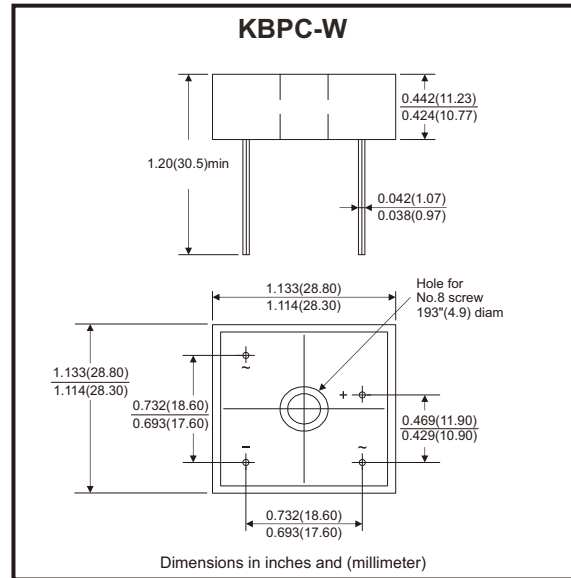 KBPC-W
0.442(11.23)
0.424(10.77)
1.20(30.5)min
0.042(1.07)
0.038(0.97)
1.133(28.80)
1.114(28.30)
Hole for
No.8 screw
193"(4.9) diam
1.133(28.80)
1.114(28.30)
~
0.732(18.60)
0.693(17.60)
+
0.469(11.90)
0.429(10.90)
− ~
0.732(18.60)
0.693(17.60)
Dimensions in inches and (millimeter)